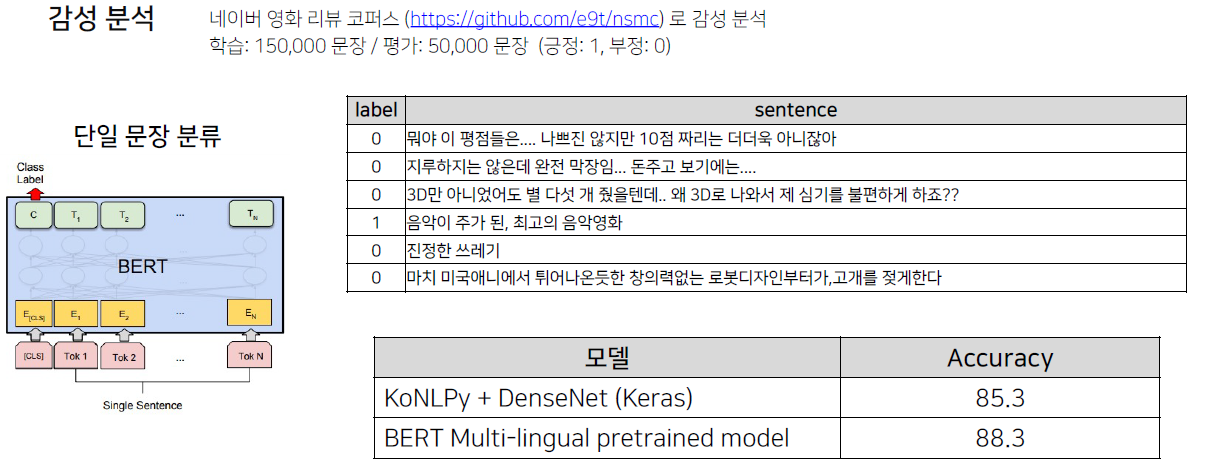 감성 분석
네이버 영화 리뷰 코퍼스 (https://github.com/e9t/nsmc) 로 감성 분석
학습: 150,000 문장 / 평가: 50,000 문장 (긍정: 1, 부정: 0)
단일 문장 분류
Class
Label
C T1 T2 ... TN
BERT
E[CLS] E1 E2 ... EN
[CLS] Tok 1 Tok 2 ... Tok N
Single Sentence
label sentence
0 뭐야 이 평점들은.... 나쁘진 않지만 10점 짜리는 더더욱 아니잖아
0 지루하지는 않은데 완전 막장임... 돈주고 보기에는....
0 3D만 아니었어도 별 다섯 개 줬을텐데.. 왜 3D로 나와서 제 심기를 불편하게 하죠??
1 음악이 주가 된, 최고의 음악영화
0 진정한 쓰레기
0 마치 미국애니에서 튀어나온듯한 창의력없는 로봇디자인부터가,고개를 젖게한다
모델 Accuracy
KoNLPy + DenseNet (Keras) 85.3
BERT Multi-lingual pretrained model 88.3